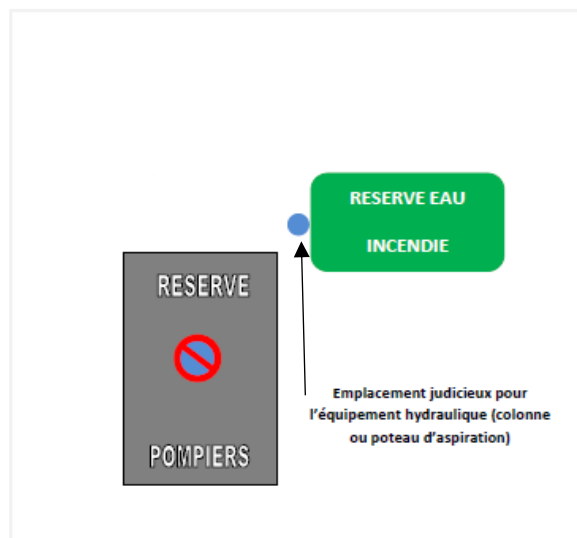 RESERVE EAU
INCENDIE
RESERVE
POMPIERS
Emplacement judicieux pour
l'équipement hydraulique (colonne
ou poteau d'aspiration)